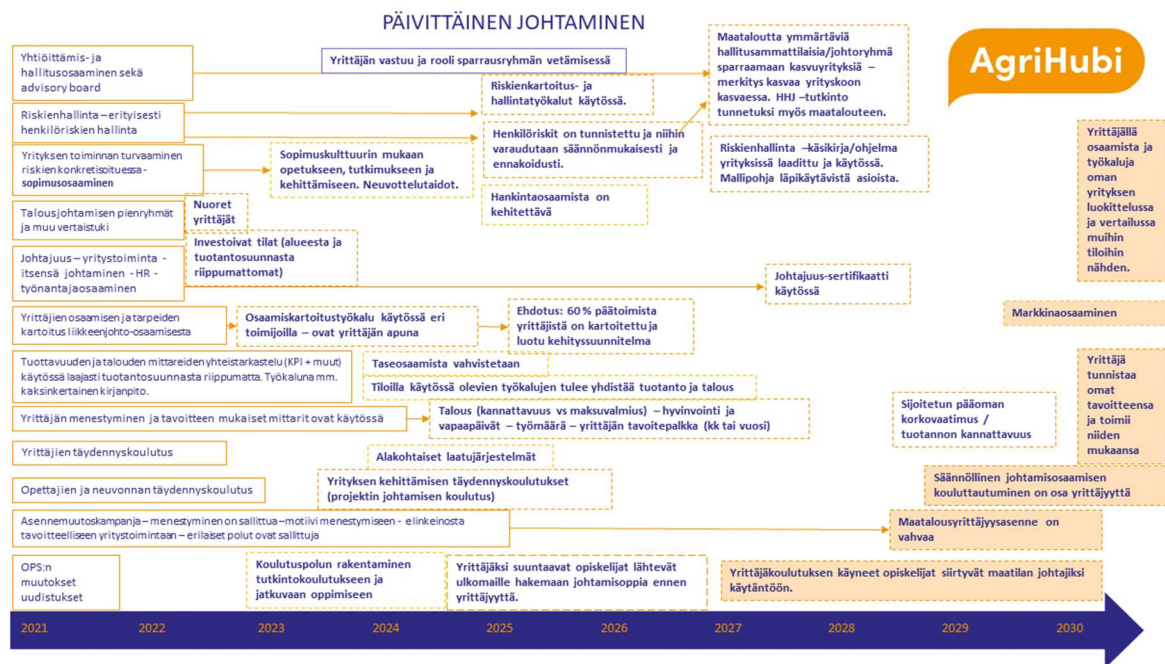 PÄIVITTÄINEN JOHTAMINEN
AgriHubi
Yhtiöittämis- ja
hallitusosaaminen sekä
advisory board
Yrittäjän vastuu ja rooli sparrausryhmän vetämisessä
Maataloutta ymmärtäviä
hallitusammattilaisia/johtoryhmä
sparraamaan kasvuyrityksiä –
merkitys kasvaa yrityskoon
kasvaessa. HHJ –tutkinto
tunnetuksi myös maatalouteen.
Riskienhallinta – erityisesti
henkilöriskien hallinta
Riskienkartoitus- ja
hallintatyökalut käytössä.
Henkilöriskit on tunnistettu ja niihin
varaudutaan säännönmukaisesti ja
ennakoidusti.
Riskienhallinta –käsikirja/ohjelma
yrityksissä laadittu ja käytössä.
Mallipohja läpikäytävistä asioista.
Yrityksen toiminnan turvaaminen
riskien konkretisoituessa -
sopimusosaaminen
Sopimuskulttuurin mukaan
opetukseen, tutkimukseen ja
kehittämiseen. Neuvottelutaidot.
Hankintaosaamista on
kehitettävä
Yrittäjällä
osaamista ja
työkaluja
oman
yrityksen
luokittelussa
ja vertailussa
muihin
tiloihin
nähden.
Talousjohtamisen pienryhmät
ja muu vertaistuki
Nuoret
yrittäjät
Investoivat tilat (alueesta ja
tuotantosuunnasta
riippumattomat)
Johtajuus – yritystoiminta -
itsensä johtaminen - HR -
työnantajaosaaminen
Johtajuus-sertifikaatti
käytössä
Yrittäjien osaamisen ja tarpeiden
kartoitus liikkeenjohto-osaamisesta
Osaamiskartoitustyökalu käytössä eri
toimijoilla – ovat yrittäjän apuna
Ehdotus: 60 % päätoimista
yrittäjistä on kartoitettu ja
luotu kehityssuunnitelma
Markkinaosaaminen
Tuottavuuden ja talouden mittareiden yhteistarkastelu (KPI + muut)
käytössä laajasti tuotantosuunnasta riippumatta. Työkaluna mm.
kaksinkertainen kirjanpito.
Taseosaamista vahvistetaan
Tiloilla käytössä olevien työkalujen tulee yhdistää tuotanto ja talous
Yrittäjä
tunnistaa
omat
tavoitteensa
ja toimii
niiden
mukaansa
Yrittäjän menestyminen ja tavoitteen mukaiset mittarit ovat käytössä
Talous (kannattavuus vs maksuvalmius) – hyvinvointi ja
vapaapäivät – työmäärä – yrittäjän tavoitepalkka (kk tai vuosi)
Sijoitetun pääoman
korkovaatimus /
tuotannon kannattavuus
Yrittäjien täydennyskoulutus
Alakohtaiset laatujärjestelmät
Opettajien ja neuvonnan täydennyskoulutus
Yrityksen kehittämisen täydennyskoulutukset
(projektin johtamisen koulutus)
Säännöllinen johtamisosaamisen
kouluttautuminen on osa yrittäjyyttä
Asennemuutoskampanja – menestyminen on sallittua –motiivi menestymiseen - elinkeinosta
tavoitteelliseen yritystoimintaan – erilaiset polut ovat sallittuja
Maatalousyrittäjyysasenne on
vahvaa
OPS:n
muutokset
uudistukset
Koulutuspolun rakentaminen
tutkintokoulutukseen ja
jatkuvaan oppimiseen
Yrittäjäksi suuntaavat opiskelijat lähtevät
ulkomaille hakemaan johtamisoppia ennen
yrittäjyyttä.
Yrittäjäkoulutuksen käyneet opiskelijat siirtyvät maatilan johtajiksi
käytäntöön.
2021 2022 2023 2024 2025 2026 2027 2028 2029 2030